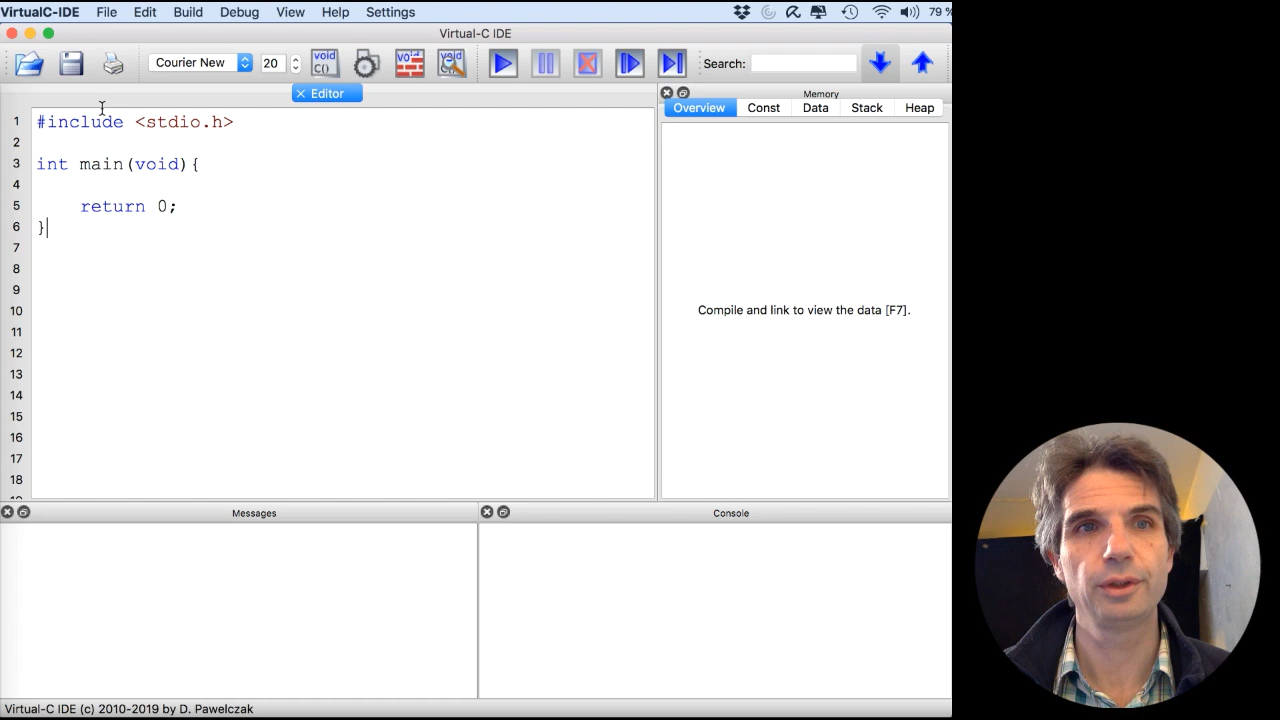 VirtualC-IDE File Edit Build Debug View Help Settings 79 %
Virtual-C IDE
Courier New 20 void C() void void C() Search:
Editor
Memory
Overview Const Data Stack Heap
1 #include <stdio.h>
2
3 int main(void){
4
5 return 0;
6 }
7
8
9
10
11
12
13
14
15
16
17
18
Compile and link to view the data [F7].
Messages
Console
Virtual-C IDE (c) 2010-2019 by D. Pawelczak